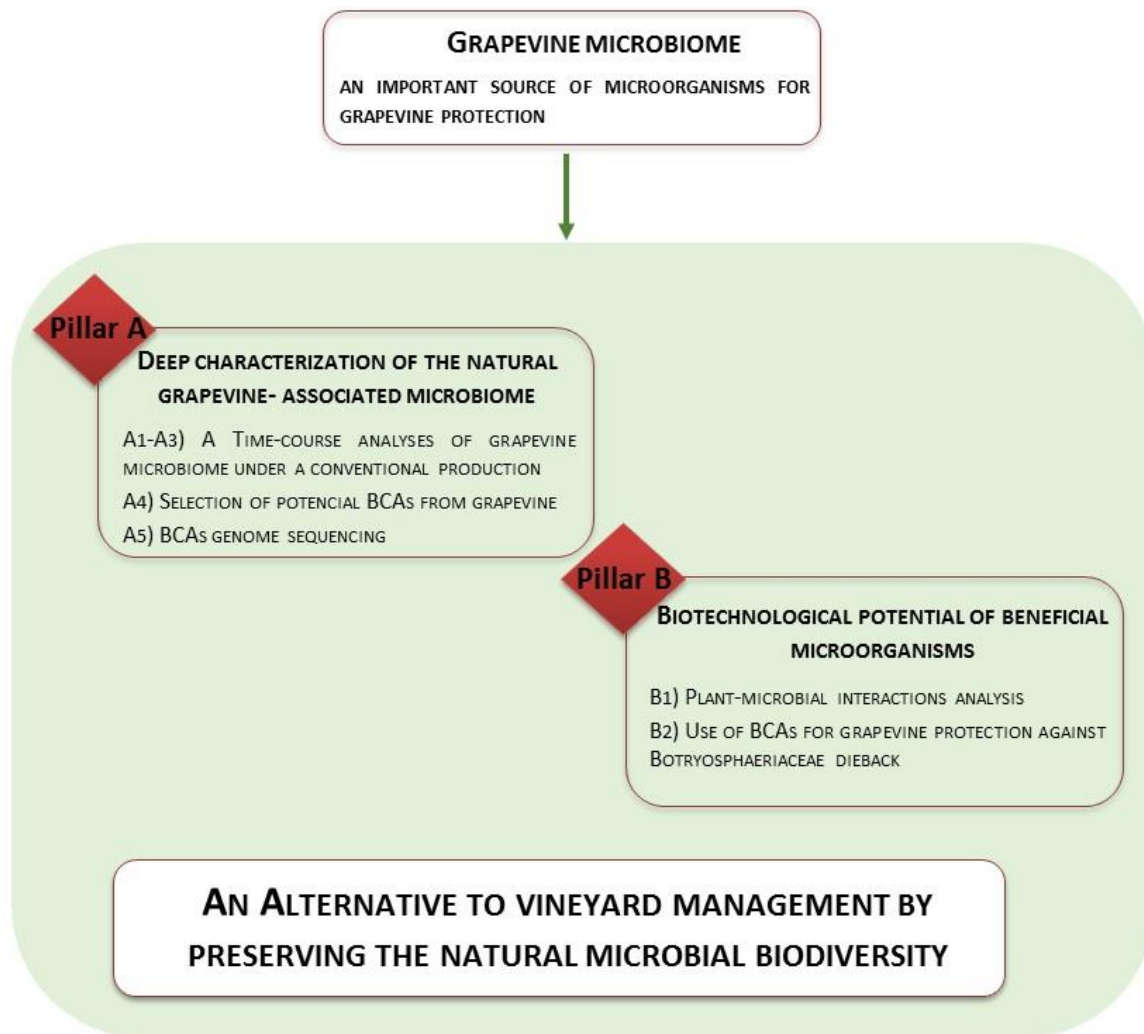 GRAPEVINE MICROBIOME
AN IMPORTANT SOURCE OF MICROORGANISMS FOR
GRAPEVINE PROTECTION
Pillar A
DEEP CHARACTERIZATION OF THE NATURAL
GRAPEVINE- ASSOCIATED MICROBIOME
A1-A3) A TIME-COURSE ANALYSES OF GRAPEVINE
MICROBIOME UNDER A CONVENTIONAL PRODUCTION
A4) SELECTION OF POTENCIAL BCAS FROM GRAPEVINE
A5) BCAS GENOME SEQUENCING
Pillar B
BIOTECHNOLOGICAL POTENTIAL OF BENEFICIAL
MICROORGANISMS
B1) PLANT-MICROBIAL INTERACTIONS ANALYSIS
B2) USE OF BCAS FOR GRAPEVINE PROTECTION AGAINST
BOTRYOSPHAERIACEAE DIEBACK
AN ALTERNATIVE TO VINEYARD MANAGEMENT BY
PRESERVING THE NATURAL MICROBIAL BIODIVERSITY